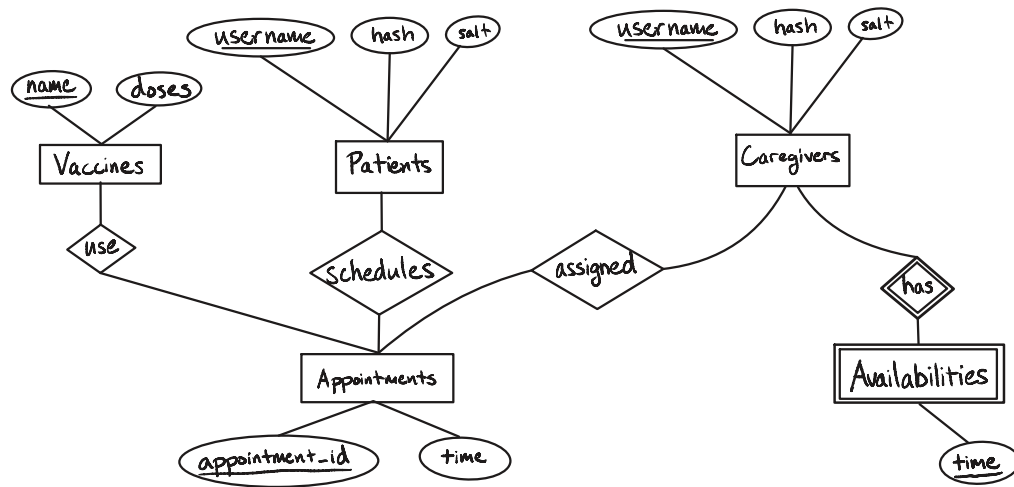 username
hash
salt
username
hash
salt
name
doses
Vaccines
Patients
Caregivers
use
schedules
assigned
has
Appointments
Availabilities
appointment_id
time
time